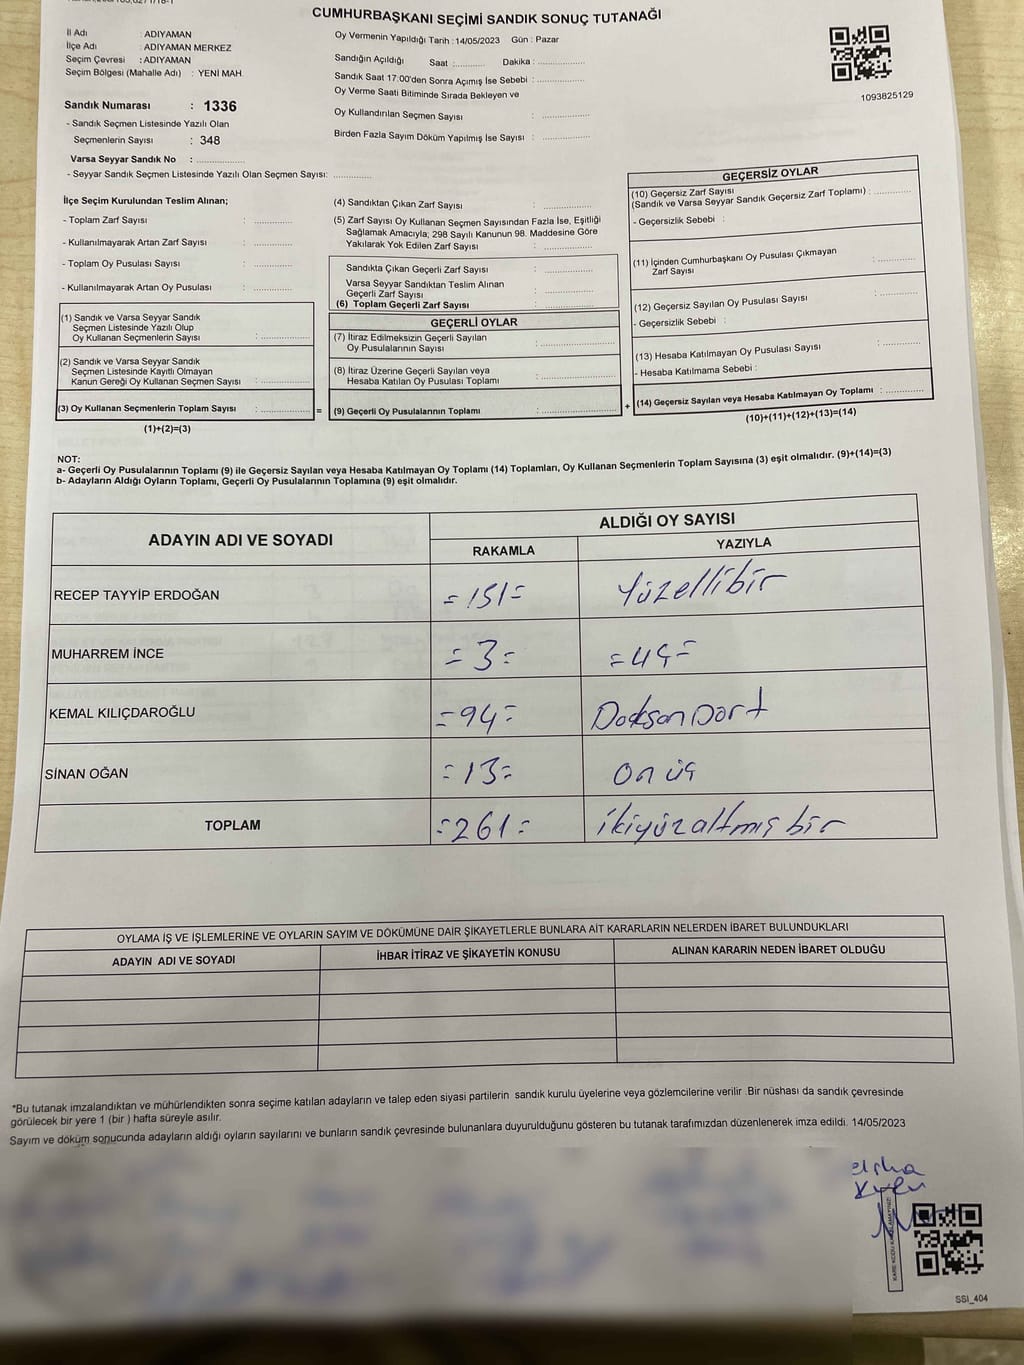 CUMHURBAŞKANI SEÇİMİ SANDIK SONUÇ TUTANAĞI
İl Adı : ADIYAMAN
İlçe Adı : ADIYAMAN MERKEZ
Seçim Çevresi : ADIYAMAN
Seçim Bölgesi (Mahalle Adı) : YENİ MAH.
Sandık Numarası : 1336
- Sandık Seçmen Listesinde Yazılı Olan
Seçmenlerin Sayısı : 348
Varsa Seyyar Sandık No : ..............
- Seyyar Sandık Seçmen Listesinde Yazılı Olan Seçmen Sayısı: ............
Oy Vermenin Yapıldığı Tarih : 14/05/2023 Gün : Pazar
Sandığın Açıldığı Saat :.......... Dakika : ..............
Sandık Saat 17:00'den Sonra Açımış İse Sebebi : ..............
Oy Verme Saati Bitiminde Sırada Bekleyen ve
Oy Kullandırılan Seçmen Sayısı : ..............
Birden Fazla Sayım Döküm Yapılmış İse Sayısı : ..............
1093825129
İlçe Seçim Kurulundan Teslim Alınan;
- Toplam Zarf Sayısı : ............
- Kullanılmayarak Artan Zarf Sayısı : ............
- Toplam Oy Pusulası Sayısı : ............
- Kullanılmayarak Artan Oy Pusulası : ............
(1) Sandık ve Varsa Seyyar Sandık
Seçmen Listesinde Yazılı Olup
Oy Kullanan Seçmenlerin Sayısı : ..............
(2) Sandık ve Varsa Seyyar Sandık
Seçmen Listesinde Kayıtlı Olmayan
Kanun Gereği Oy Kullanan Seçmen Sayısı : ..............
(3) Oy Kullanan Seçmenlerin Toplam Sayısı : .............. =
(1)+(2)=(3)
(4) Sandıktan Çıkan Zarf Sayısı : ..............
(5) Zarf Sayısı Oy Kullanan Seçmen Sayısından Fazla İse, Eşitliği
Sağlamak Amacıyla; 298 Sayılı Kanunun 98. Maddesine Göre
Yakılarak Yok Edilen Zarf Sayısı : ..............
Sandıkta Çıkan Geçerli Zarf Sayısı : ..............
Varsa Seyyar Sandıktan Teslim Alınan
Geçerli Zarf Sayısı : ..............
(6) Toplam Geçerli Zarf Sayısı : ..............
GEÇERLİ OYLAR
(7) İtiraz Edilmeksizin Geçerli Sayılan
Oy Pusulalarının Sayısı : ..............
(8) İtiraz Üzerine Geçerli Sayılan veya
Hesaba Katılan Oy Pusulası Toplamı : ..............
(9) Geçerli Oy Pusulalarının Toplamı : .............. +
GEÇERSİZ OYLAR
(10) Geçersiz Zarf Sayısı
(Sandık ve Varsa Seyyar Sandık Geçersiz Zarf Toplamı) : ............
- Geçersizlik Sebebi :
(11) İçinden Cumhurbaşkanı Oy Pusulası Çıkmayan
Zarf Sayısı : ............
(12) Geçersiz Sayılan Oy Pusulası Sayısı : ............
- Geçersizlik Sebebi :
(13) Hesaba Katılmayan Oy Pusulası Sayısı : ............
- Hesaba Katılmama Sebebi :
(14) Geçersiz Sayılan veya Hesaba Katılmayan Oy Toplamı : ............
(10)+(11)+(12)+(13)=(14)
NOT:
a- Geçerli Oy Pusulalarının Toplamı (9) ile Geçersiz Sayılan veya Hesaba Katılmayan Oy Toplamı (14) Toplamları, Oy Kullanan Seçmenlerin Toplam Sayısına (3) eşit olmalıdır. (9)+(14)=(3)
b- Adayların Aldığı Oyların Toplamı, Geçerli Oy Pusulalarının Toplamına (9) eşit olmalıdır.
ADAYIN ADI VE SOYADI
ALDIĞI OY SAYISI
RAKAMLA YAZIYLA
RECEP TAYYİP ERDOĞAN =151= Yüzellibir
MUHARREM İNCE =3= =üç=
KEMAL KILIÇDAROĞLU =94= DoksanDört
SİNAN OĞAN =13= on üç
TOPLAM =261= ikiyüzaltmış bir
OYLAMA İŞ VE İŞLEMLERİNE VE OYLARIN SAYIM VE DÖKÜMÜNE DAİR ŞİKAYETLERLE BUNLARA AİT KARARLARIN NELERDEN İBARET BULUNDUKLARI
ADAYIN ADI VE SOYADI İHBAR İTİRAZ VE ŞİKAYETİN KONUSU ALINAN KARARIN NEDEN İBARET OLDUĞU
*Bu tutanak imzalandıktan ve mühürlendikten sonra seçime katılan adayların ve talep eden siyasi partilerin sandık kurulu üyelerine veya gözlemcilerine verilir .Bir nüshası da sandık çevresinde
görülecek bir yere 1 (bir ) hafta süreyle asılır.
Sayım ve döküm sonucunda adayların aldığı oyların sayılarını ve bunların sandık çevresinde bulunanlara duyurulduğunu gösteren bu tutanak tarafımızdan düzenlenerek imza edildi. 14/05/2023
SSI_404